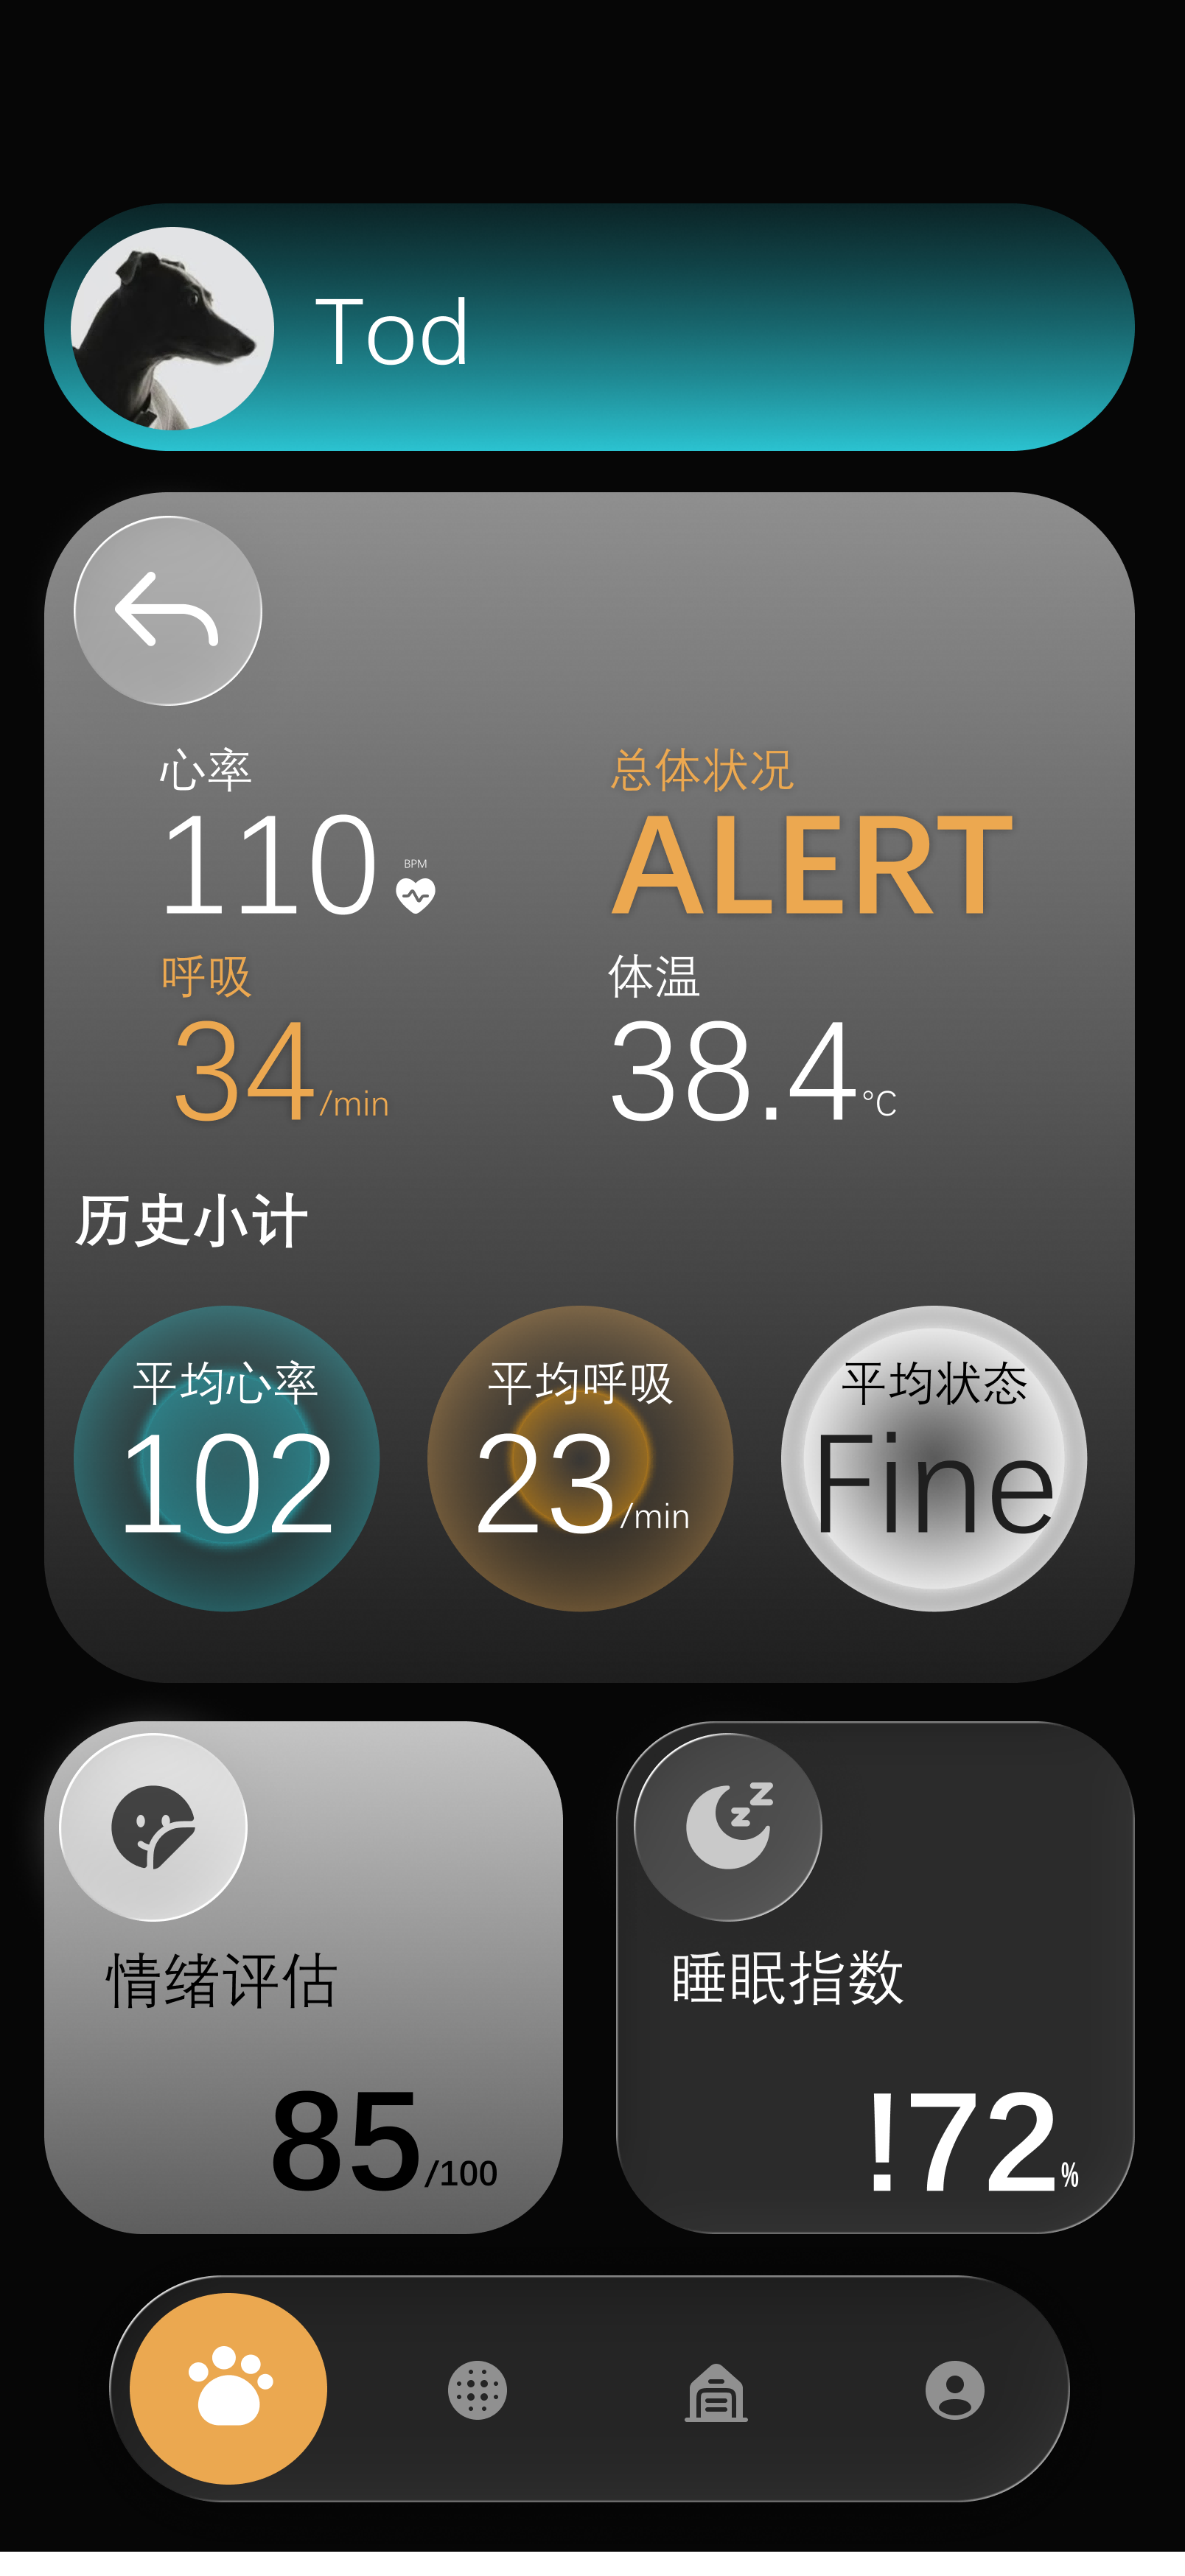 Tod
心率
总体状况
110 BPM
ALERT
呼吸
体温
34/min
38.4°C
历史小计
平均心率
平均呼吸
平均状态
102
23/min
Fine
情绪评估
睡眠指数
85/100
!72%